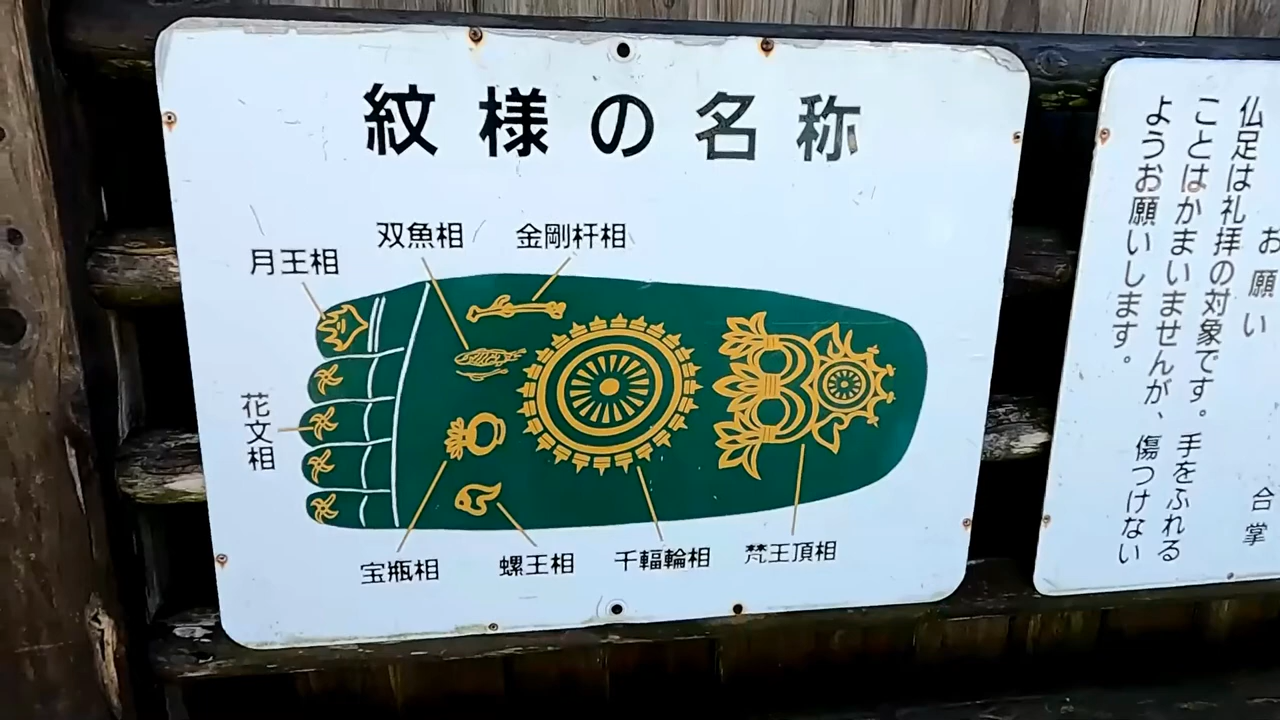 紋様の名称
双魚相
金剛杵相
月王相
花文相
宝瓶相
螺王相
千輻輪相
梵王頂相
お願い
仏足は礼拝の対象です。手をふれる
ことはかまいませんが、傷つけない
ようお願いします。
合掌